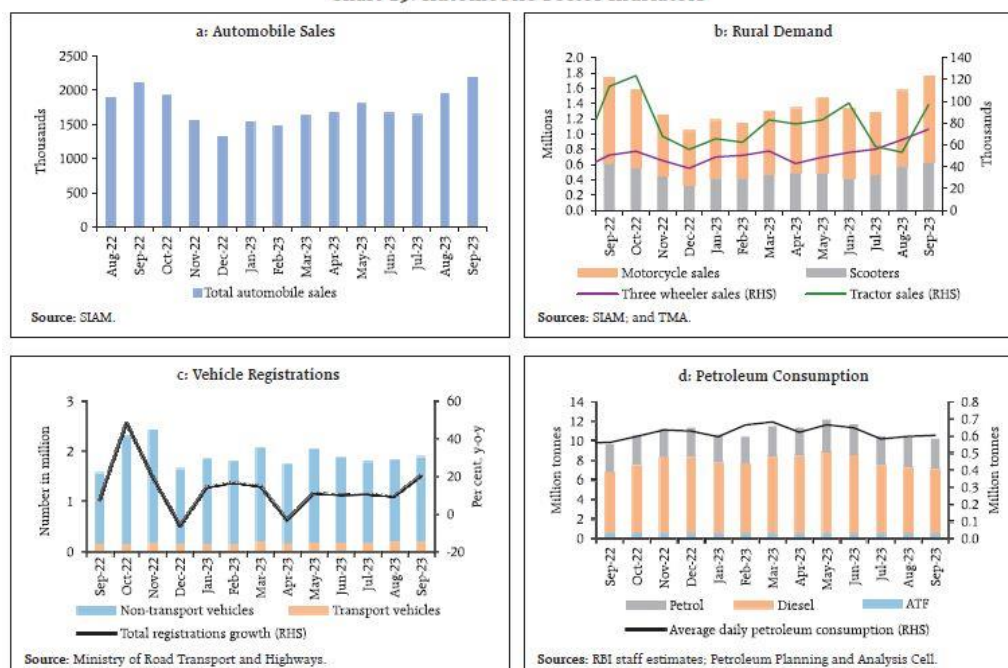 a: Automobile Sales
Thousands
2500
2000
1500
1000
500
0
Aug-22
Sep-22
Oct-22
Nov-22
Dec-22
Jan-23
Feb-23
Mar-23
Apr-23
May-23
Jun-23
Jul-23
Aug-23
Sep-23
Total automobile sales
Source: SIAM.
b: Rural Demand
Millions
2.0
1.8
1.6
1.4
1.2
1.0
0.8
0.6
0.4
0.2
0.0
140
120
100
80
60
40
20
0
Thousands
Sep-22
Oct-22
Nov-22
Dec-22
Jan-23
Feb-23
Mar-23
Apr-23
May-23
Jun-23
Jul-23
Aug-23
Sep-23
Motorcycle sales Scooters
Three wheeler sales (RHS) Tractor sales (RHS)
Sources: SIAM; and TMA.
c: Vehicle Registrations
Number in million
3
2
1
0
60
40
20
0
-20
Per cent, y-o-y
Sep-22
Oct-22
Nov-22
Dec-22
Jan-23
Feb-23
Mar-23
Apr-23
May-23
Jun-23
Jul-23
Aug-23
Sep-23
Non-transport vehicles Transport vehicles
Total registrations growth (RHS)
Source: Ministry of Road Transport and Highways.
d: Petroleum Consumption
Million tonnes
14
12
10
8
6
4
2
0
0.8
0.7
0.6
0.5
0.4
0.3
0.2
0.1
0.0
Million tonnes
Sep-22
Oct-22
Nov-22
Dec-22
Jan-23
Feb-23
Mar-23
Apr-23
May-23
Jun-23
Jul-23
Aug-23
Sep-23
Petrol Diesel ATF
Average daily petroleum consumption (RHS)
Sources: RBI staff estimates; Petroleum Planning and Analysis Cell.